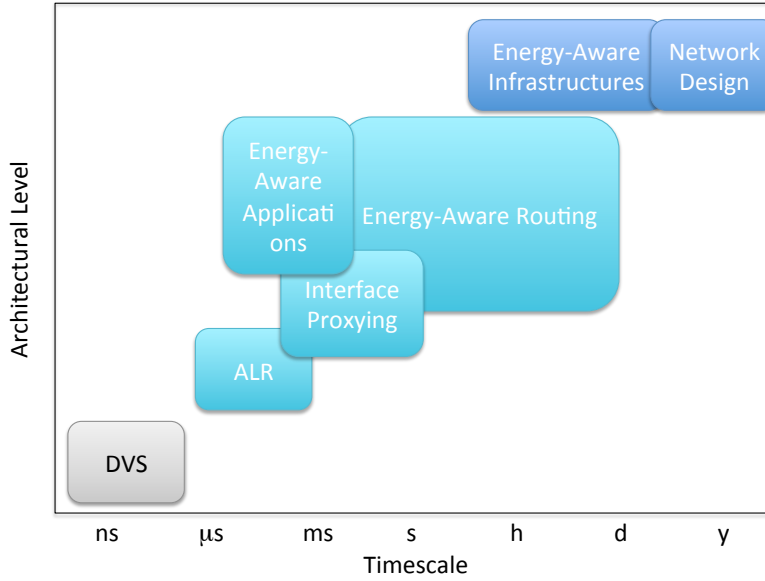 Energy-Aware
Infrastructures
Network
Design
Energy-
Aware
Applicati
ons
Energy-Aware Routing
Interface
Proxying
ALR
DVS
Architectural Level
ns μs ms s h d y
Timescale